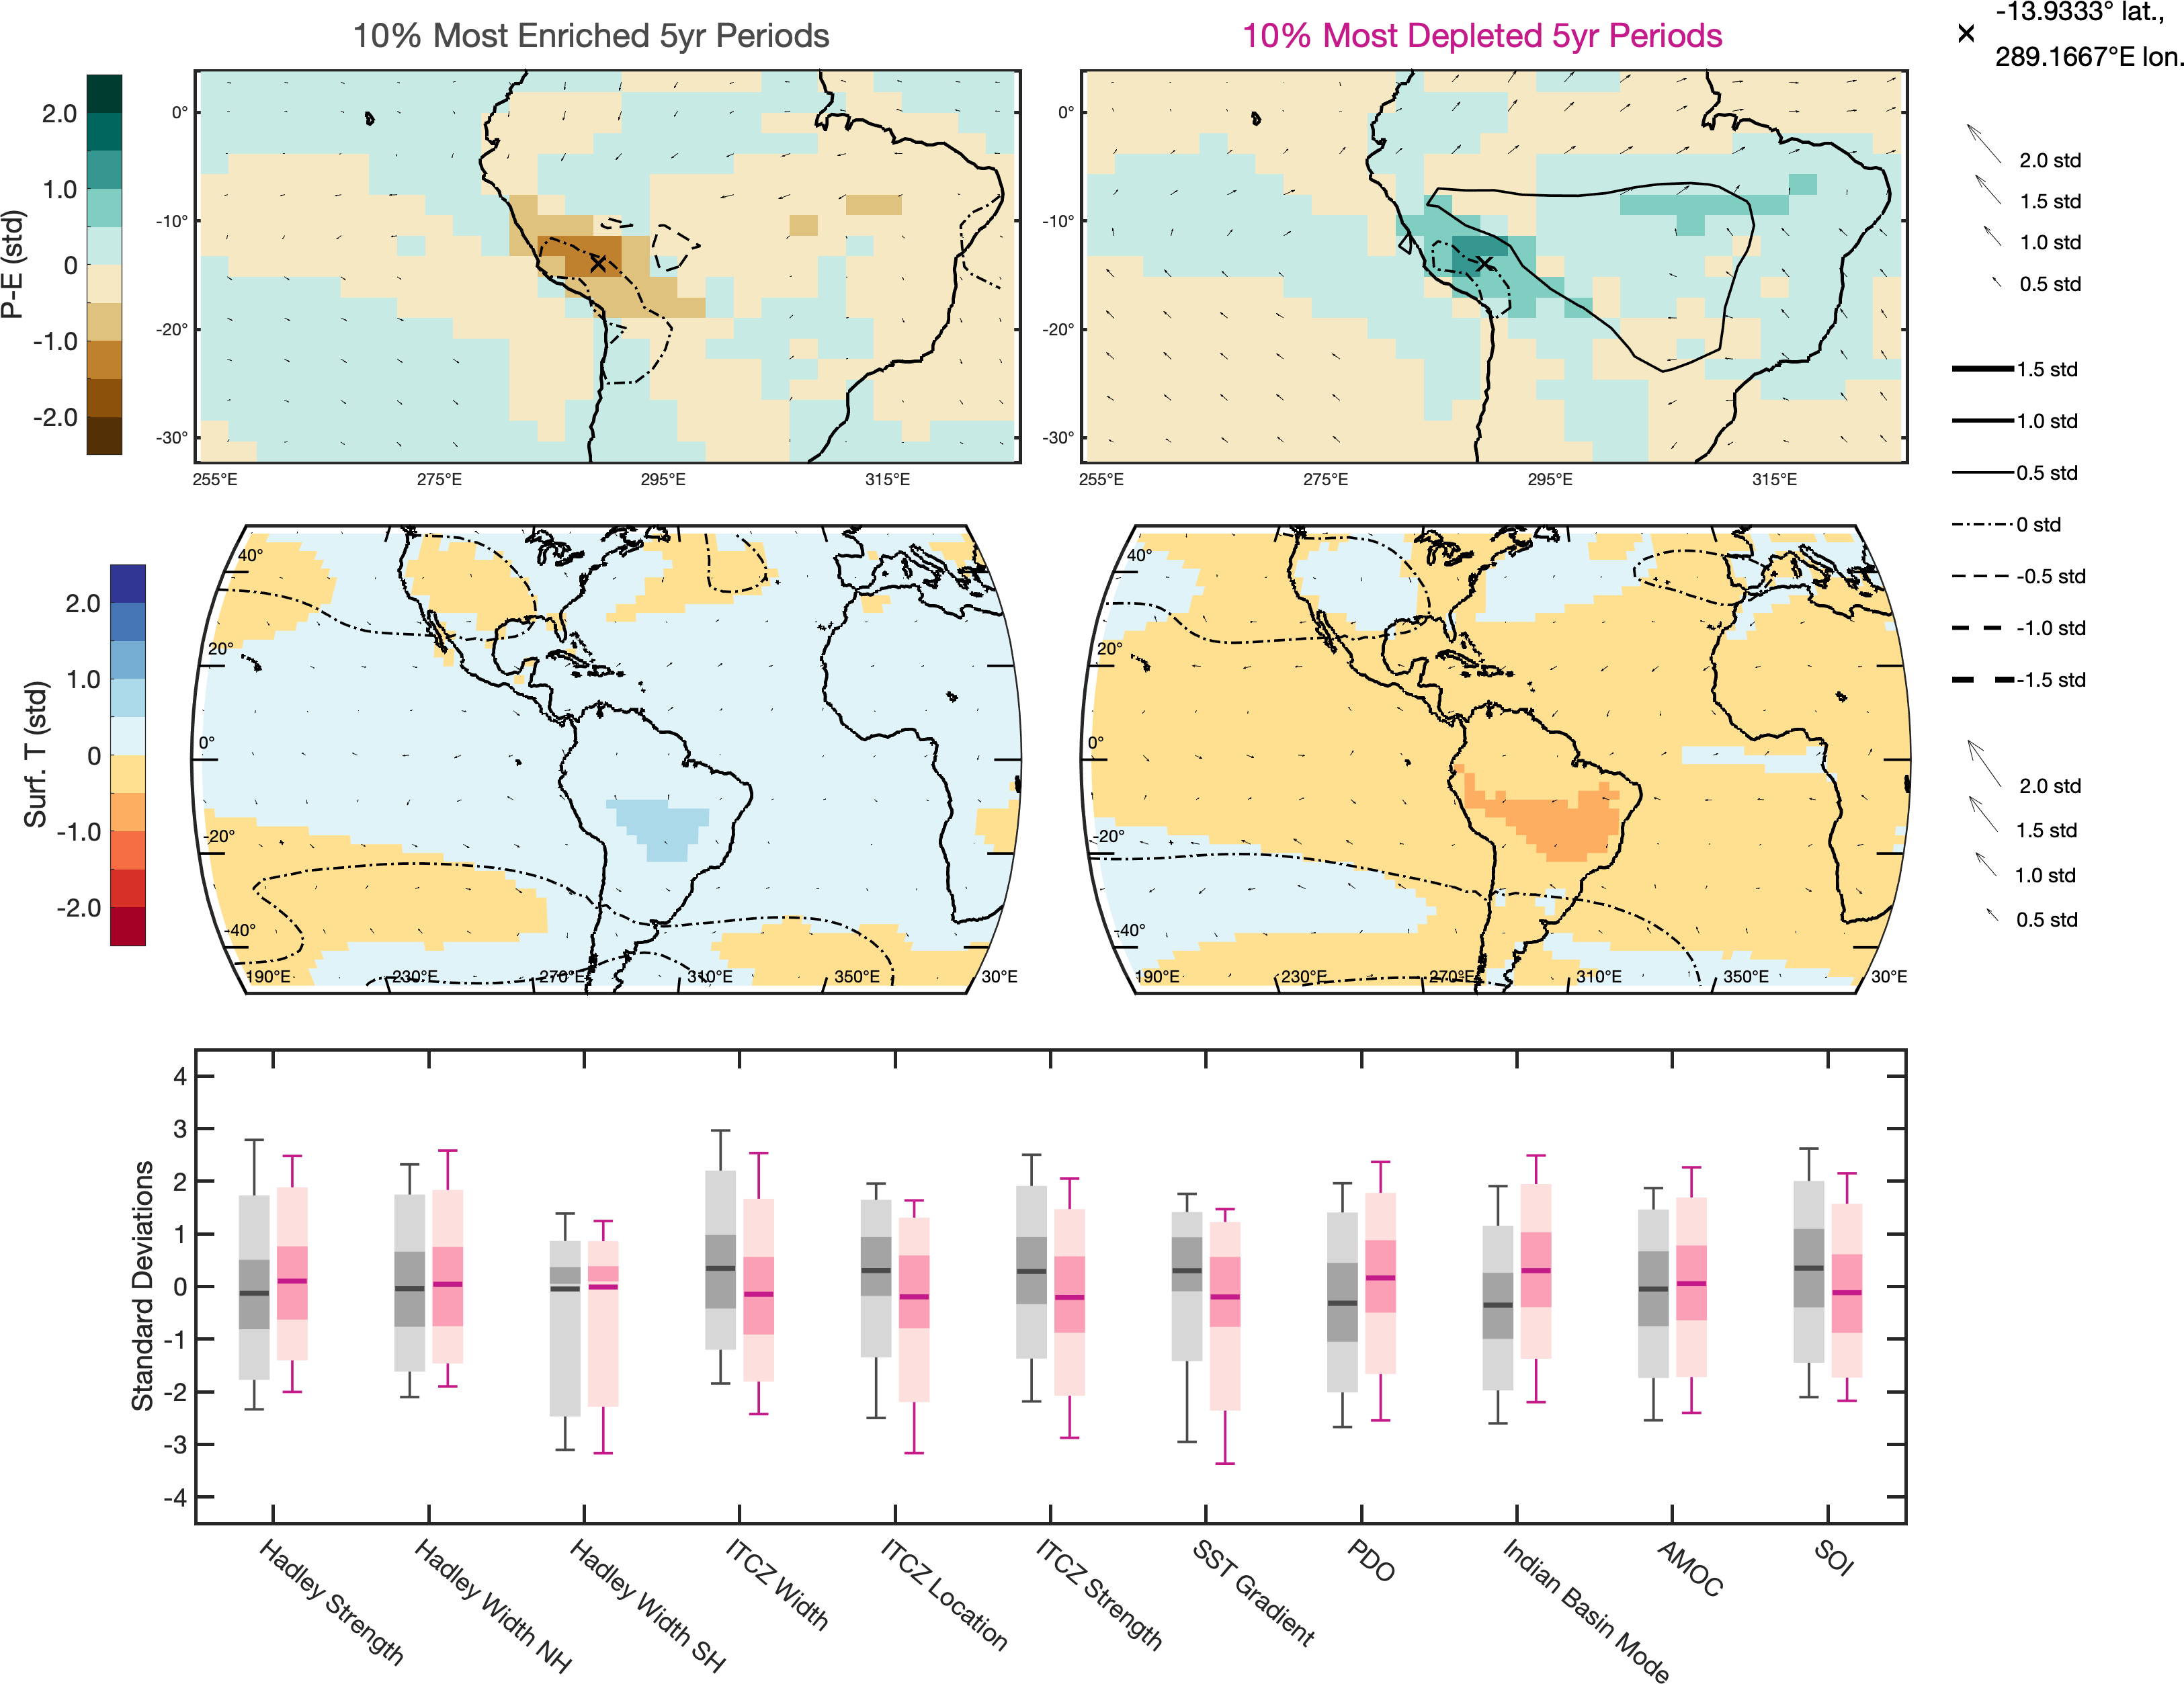 10% Most Enriched 5yr Periods
10% Most Depleted 5yr Periods
-13.9333° lat.,
289.1667°E lon.
P-E (std)
2.0
1.0
0
-1.0
-2.0
0°
-10°
-20°
-30°
255°E 275°E 295°E 315°E
0°
-10°
-20°
-30°
255°E 275°E 295°E 315°E
2.0 std
1.5 std
1.0 std
0.5 std
1.5 std
1.0 std
0.5 std
0 std
-0.5 std
-1.0 std
-1.5 std
2.0 std
1.5 std
1.0 std
0.5 std
Surf. T (std)
2.0
1.0
0
-1.0
-2.0
40°
20°
0°
-20°
-40°
190°E 230°E 270°E 310°E 350°E 30°E
40°
20°
0°
-20°
-40°
190°E 230°E 270°E 310°E 350°E 30°E
Standard Deviations
4
3
2
1
0
-1
-2
-3
-4
Hadley Strength
Hadley Width NH
Hadley Width SH
ITCZ Width
ITCZ Location
ITCZ Strength
SST Gradient
PDO
Indian Basin Mode
AMOC
SOI